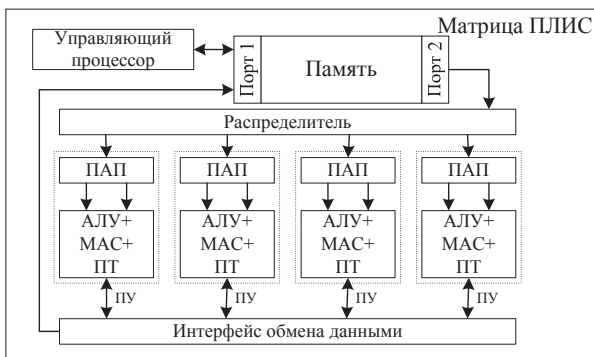 Матрица ПЛИС
Управляющий
процессор
Порт 1
Память
Порт 2
Распределитель
ПАП
ПАП
ПАП
ПАП
АЛУ+
МАС+
ПТ
АЛУ+
МАС+
ПТ
АЛУ+
МАС+
ПТ
АЛУ+
МАС+
ПТ
ПУ
ПУ
ПУ
ПУ
Интерфейс обмена данными